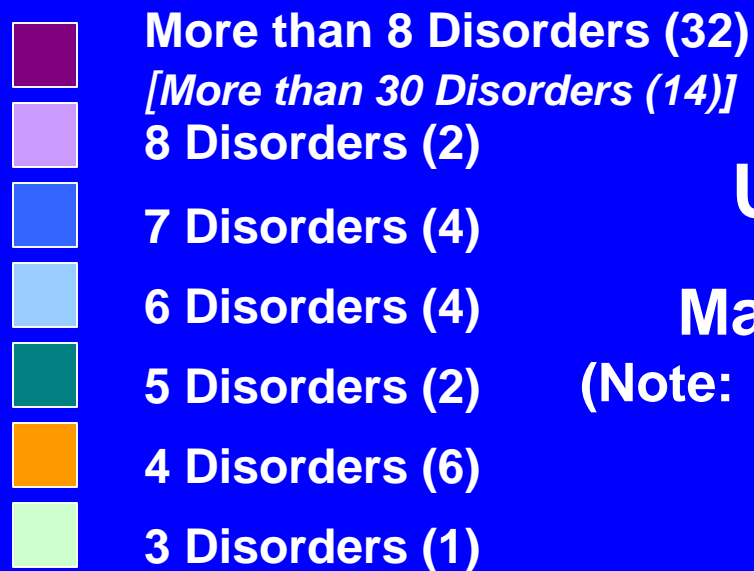 More than 8 Disorders (32)
[More than 30 Disorders (14)]
8 Disorders (2)
7 Disorders (4)
6 Disorders (4)
5 Disorders (2)
(Note:
4 Disorders (6)
3 Disorders (1)